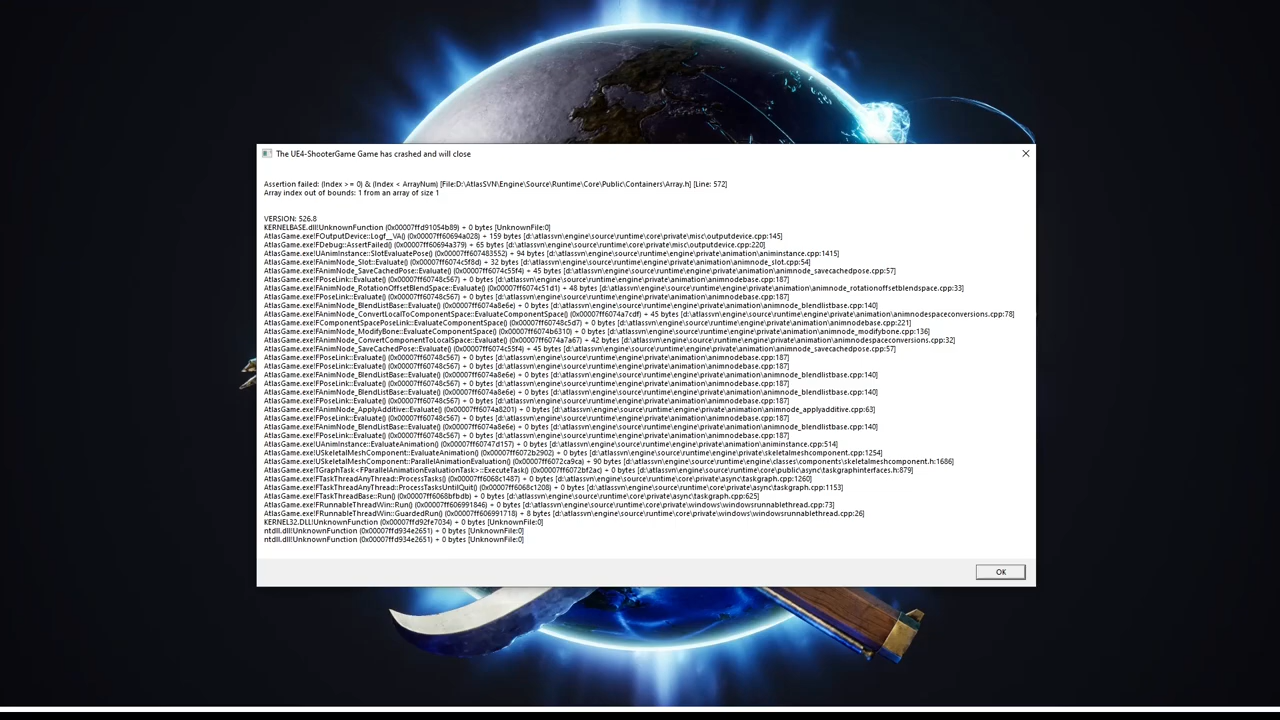 The UE4-ShooterGame Game has crashed and will close
Assertion failed: (Index >= 0) & (Index < ArrayNum) [File:D:\AtlasSVN\Engine\Source\Runtime\Core\Public\Containers\Array.h] [Line: 572]
Array index out of bounds: 1 from an array of size 1
VERSION: 526.8
KERNELBASE.dll!UnknownFunction (0x00007ffd91054b89) + 0 bytes [UnknownFile:0]
AtlasGame.exe!FOutputDevice::Logf__VA() (0x00007ff60694a028) + 159 bytes [d:\atlassvn\engine\source\runtime\core\private\misc\outputdevice.cpp:145]
AtlasGame.exe!FDebug::AssertFailed() (0x00007ff60694a379) + 65 bytes [d:\atlassvn\engine\source\runtime\core\private\misc\outputdevice.cpp:220]
AtlasGame.exe!UAnimInstance::SlotEvaluatePose() (0x00007ff607483552) + 94 bytes [d:\atlassvn\engine\source\runtime\engine\private\animation\animinstance.cpp:1415]
AtlasGame.exe!FAnimNode_Slot::Evaluate() (0x00007ff6074c5f8d) + 32 bytes [d:\atlassvn\engine\source\runtime\engine\private\animation\animnode_slot.cpp:54]
AtlasGame.exe!FAnimNode_SaveCachedPose::Evaluate() (0x00007ff6074c55f4) + 45 bytes [d:\atlassvn\engine\source\runtime\engine\private\animation\animnode_savecachedpose.cpp:57]
AtlasGame.exe!FPoseLink::Evaluate() (0x00007ff60748c567) + 0 bytes [d:\atlassvn\engine\source\runtime\engine\private\animation\animnodebase.cpp:187]
AtlasGame.exe!FAnimNode_RotationOffsetBlendSpace::Evaluate() (0x00007ff6074c51d1) + 48 bytes [d:\atlassvn\engine\source\runtime\engine\private\animation\animnode_rotationoffsetblendspace.cpp:33]
AtlasGame.exe!FPoseLink::Evaluate() (0x00007ff60748c567) + 0 bytes [d:\atlassvn\engine\source\runtime\engine\private\animation\animnodebase.cpp:187]
AtlasGame.exe!FAnimNode_BlendListBase::Evaluate() (0x00007ff6074a8e6e) + 0 bytes [d:\atlassvn\engine\source\runtime\engine\private\animation\animnode_blendlistbase.cpp:140]
AtlasGame.exe!FAnimNode_ConvertLocalToComponentSpace::EvaluateComponentSpace() (0x00007ff6074a7cdf) + 45 bytes [d:\atlassvn\engine\source\runtime\engine\private\animation\animnodespaceconversions.cpp:78]
AtlasGame.exe!FComponentSpacePoseLink::EvaluateComponentSpace() (0x00007ff60748c5d7) + 0 bytes [d:\atlassvn\engine\source\runtime\engine\private\animation\animnodebase.cpp:221]
AtlasGame.exe!FAnimNode_ModifyBone::EvaluateComponentSpace() (0x00007ff6074b6310) + 0 bytes [d:\atlassvn\engine\source\runtime\engine\private\animation\animnode_modifybone.cpp:136]
AtlasGame.exe!FAnimNode_ConvertComponentToLocalSpace::Evaluate() (0x00007ff6074a7a67) + 42 bytes [d:\atlassvn\engine\source\runtime\engine\private\animation\animnodespaceconversions.cpp:32]
AtlasGame.exe!FAnimNode_SaveCachedPose::Evaluate() (0x00007ff6074c55f4) + 45 bytes [d:\atlassvn\engine\source\runtime\engine\private\animation\animnode_savecachedpose.cpp:57]
AtlasGame.exe!FPoseLink::Evaluate() (0x00007ff60748c567) + 0 bytes [d:\atlassvn\engine\source\runtime\engine\private\animation\animnodebase.cpp:187]
AtlasGame.exe!FPoseLink::Evaluate() (0x00007ff60748c567) + 0 bytes [d:\atlassvn\engine\source\runtime\engine\private\animation\animnodebase.cpp:187]
AtlasGame.exe!FAnimNode_BlendListBase::Evaluate() (0x00007ff6074a8e6e) + 0 bytes [d:\atlassvn\engine\source\runtime\engine\private\animation\animnode_blendlistbase.cpp:140]
AtlasGame.exe!FPoseLink::Evaluate() (0x00007ff60748c567) + 0 bytes [d:\atlassvn\engine\source\runtime\engine\private\animation\animnodebase.cpp:187]
AtlasGame.exe!FAnimNode_BlendListBase::Evaluate() (0x00007ff6074a8e6e) + 0 bytes [d:\atlassvn\engine\source\runtime\engine\private\animation\animnode_blendlistbase.cpp:140]
AtlasGame.exe!FPoseLink::Evaluate() (0x00007ff60748c567) + 0 bytes [d:\atlassvn\engine\source\runtime\engine\private\animation\animnodebase.cpp:187]
AtlasGame.exe!FAnimNode_ApplyAdditive::Evaluate() (0x00007ff6074a8201) + 0 bytes [d:\atlassvn\engine\source\runtime\engine\private\animation\animnode_applyadditive.cpp:63]
AtlasGame.exe!FPoseLink::Evaluate() (0x00007ff60748c567) + 0 bytes [d:\atlassvn\engine\source\runtime\engine\private\animation\animnodebase.cpp:187]
AtlasGame.exe!FAnimNode_BlendListBase::Evaluate() (0x00007ff6074a8e6e) + 0 bytes [d:\atlassvn\engine\source\runtime\engine\private\animation\animnode_blendlistbase.cpp:140]
AtlasGame.exe!FPoseLink::Evaluate() (0x00007ff60748c567) + 0 bytes [d:\atlassvn\engine\source\runtime\engine\private\animation\animnodebase.cpp:187]
AtlasGame.exe!UAnimInstance::EvaluateAnimation() (0x00007ff60747d157) + 0 bytes [d:\atlassvn\engine\source\runtime\engine\private\animation\animinstance.cpp:514]
AtlasGame.exe!USkeletalMeshComponent::EvaluateAnimation() (0x00007ff6072b2902) + 0 bytes [d:\atlassvn\engine\source\runtime\engine\private\skeletalmeshcomponent.cpp:1254]
AtlasGame.exe!USkeletalMeshComponent::ParallelAnimationEvaluation() (0x00007ff6072ca9ca) + 90 bytes [d:\atlassvn\engine\source\runtime\engine\classes\components\skeletalmeshcomponent.h:1686]
AtlasGame.exe!TGraphTask<FParallelAnimationEvaluationTask>::ExecuteTask() (0x00007ff6072bf2ac) + 0 bytes [d:\atlassvn\engine\source\runtime\core\public\async\taskgraphinterfaces.h:879]
AtlasGame.exe!FTaskThreadAnyThread::ProcessTasks() (0x00007ff6068c1487) + 0 bytes [d:\atlassvn\engine\source\runtime\core\private\async\taskgraph.cpp:1260]
AtlasGame.exe!FTaskThreadAnyThread::ProcessTasksUntilQuit() (0x00007ff6068c1208) + 0 bytes [d:\atlassvn\engine\source\runtime\core\private\async\taskgraph.cpp:1153]
AtlasGame.exe!FTaskThreadBase::Run() (0x00007ff6068bfbdb) + 0 bytes [d:\atlassvn\engine\source\runtime\core\private\async\taskgraph.cpp:625]
AtlasGame.exe!FRunnableThreadWin::Run() (0x00007ff606991846) + 0 bytes [d:\atlassvn\engine\source\runtime\core\private\windows\windowsrunnablethread.cpp:73]
AtlasGame.exe!FRunnableThreadWin::GuardedRun() (0x00007ff606991718) + 8 bytes [d:\atlassvn\engine\source\runtime\core\private\windows\windowsrunnablethread.cpp:26]
KERNEL32.DLL!UnknownFunction (0x00007ffd92fe7034) + 0 bytes [UnknownFile:0]
ntdll.dll!UnknownFunction (0x00007ffd934e2651) + 0 bytes [UnknownFile:0]
ntdll.dll!UnknownFunction (0x00007ffd934e2651) + 0 bytes [UnknownFile:0]
OK